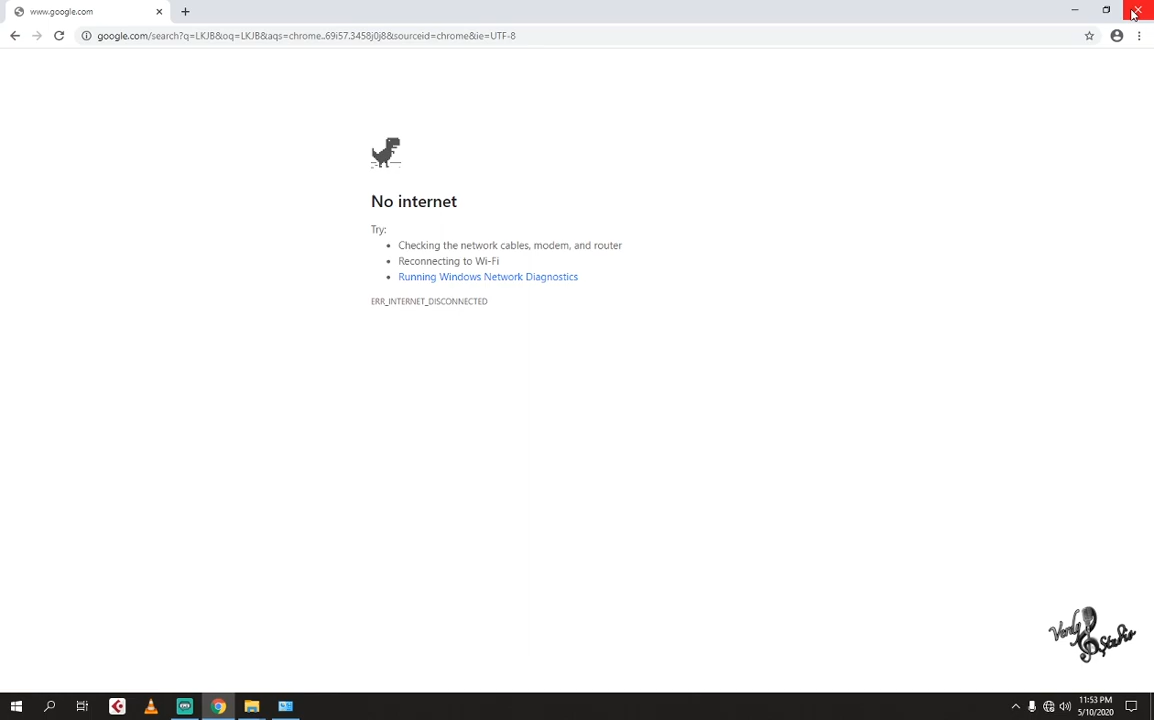 www.google.com
google.com/search?q=LKJB&oq=LKJB&aqs=chrome..69i57.3458j0j8&sourceid=chrome&ie=UTF-8
No internet
Try:
Checking the network cables, modem, and router
Reconnecting to Wi-Fi
Running Windows Network Diagnostics
ERR_INTERNET_DISCONNECTED
11:53 PM
5/10/2020